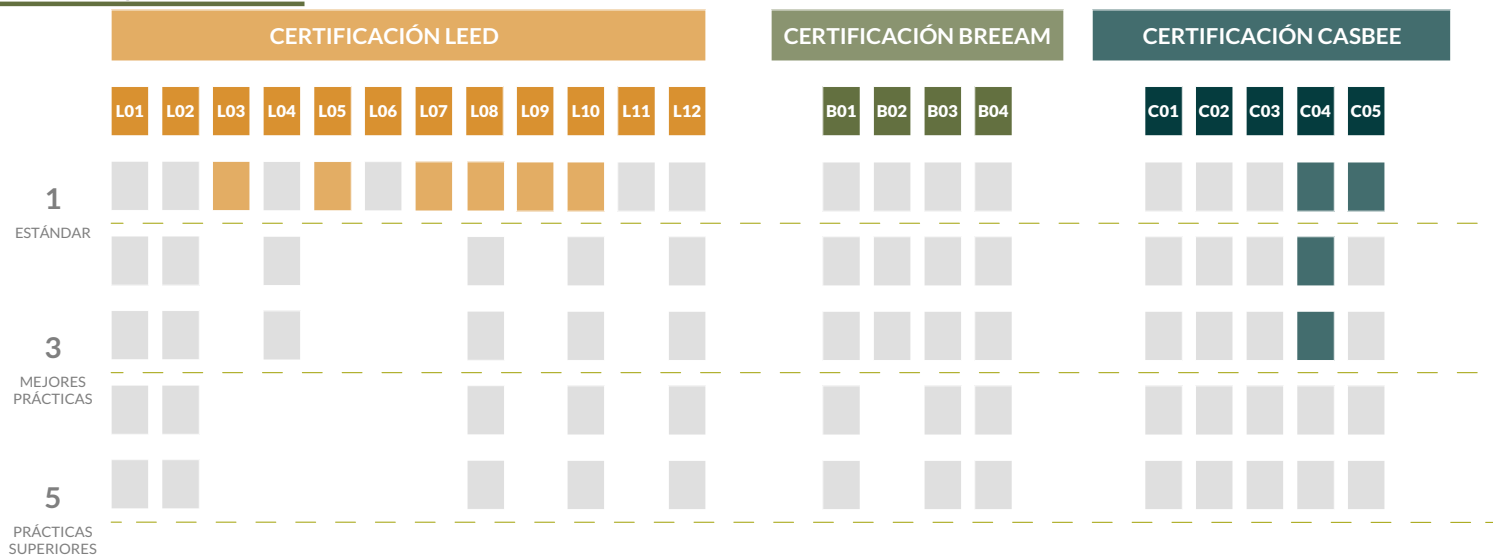 CERTIFICACIÓN LEED CERTIFICACIÓN BREEAM CERTIFICACIÓN CASBEE
L01 L02 L03 L04 L05 L06 L07 L08 L09 L10 L11 L12 B01 B02 B03 B04 C01 C02 C03 C04 C05
1
ESTÁNDAR
3
MEJORES
PRÁCTICAS
5
PRÁCTICAS
SUPERIORES